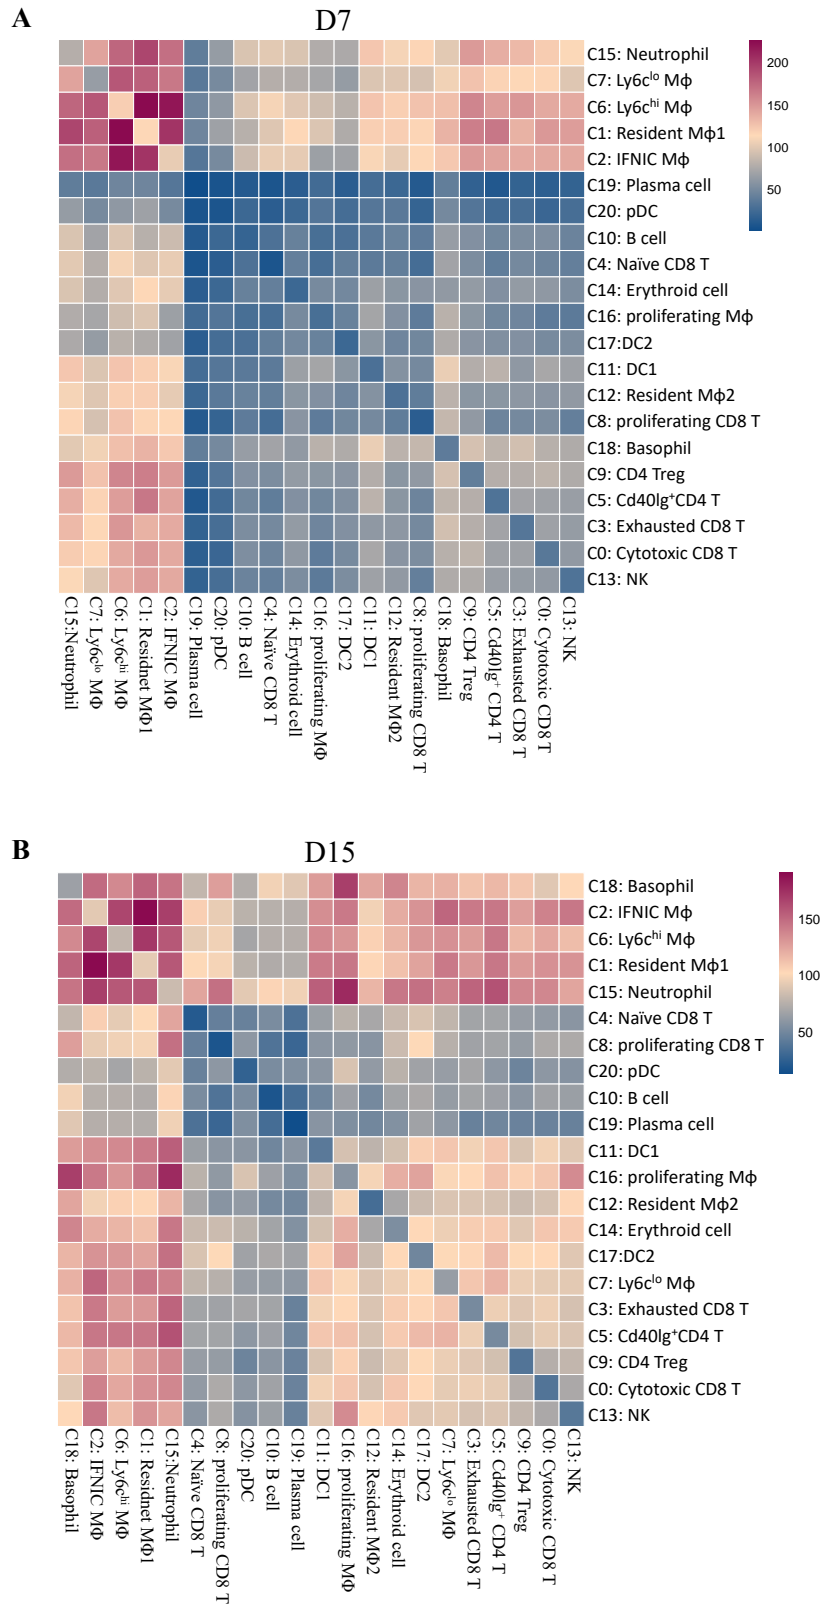 A
D7
C15: Neutrophil
C7: Ly6cˡᵒ Mϕ
C6: Ly6cʰⁱ Mϕ
C1: Resident Mϕ1
C2: IFNIC Mϕ
C19: Plasma cell
C20: pDC
C10: B cell
C4: Naïve CD8 T
C14: Erythroid cell
C16: proliferating Mϕ
C17:DC2
C11: DC1
C12: Resident Mϕ2
C8: proliferating CD8 T
C18: Basophil
C9: CD4 Treg
C5: Cd40lg⁺CD4 T
C3: Exhausted CD8 T
C0: Cytotoxic CD8 T
C13: NK
200
150
100
50
C15:Neutrophil
C7: Ly6cˡᵒ MΦ
C6: Ly6cʰⁱ MΦ
C1: Residnet MΦ1
C2: IFNIC MΦ
C19: Plasma cell
C20: pDC
C10: B cell
C4: Naïve CD8 T
C14: Erythroid cell
C16: proliferating MΦ
C17: DC2
C11: DC1
C12: Resident MΦ2
C8: proliferating CD8 T
C18: Basophil
C9: CD4 Treg
C5: Cd40lg⁺ CD4 T
C3: Exhausted CD8 T
C0: Cytotoxic CD8 T
C13: NK
B
D15
C18: Basophil
C2: IFNIC Mϕ
C6: Ly6cʰⁱ Mϕ
C1: Resident Mϕ1
C15: Neutrophil
C4: Naïve CD8 T
C8: proliferating CD8 T
C20: pDC
C10: B cell
C19: Plasma cell
C11: DC1
C16: proliferating Mϕ
C12: Resident Mϕ2
C14: Erythroid cell
C17:DC2
C7: Ly6cˡᵒ Mϕ
C3: Exhausted CD8 T
C5: Cd40lg⁺CD4 T
C9: CD4 Treg
C0: Cytotoxic CD8 T
C13: NK
150
100
50
C18: Basophil
C2: IFNIC MΦ
C6: Ly6cʰⁱ MΦ
C1: Residnet MΦ1
C15:Neutrophil
C4: Naïve CD8 T
C8: proliferating CD8 T
C20: pDC
C10: B cell
C19: Plasma cell
C11: DC1
C16: proliferating MΦ
C12: Resident MΦ2
C14: Erythroid cell
C17: DC2
C7: Ly6cˡᵒ MΦ
C3: Exhausted CD8 T
C5: Cd40lg⁺ CD4 T
C9: CD4 Treg
C0: Cytotoxic CD8 T
C13: NK